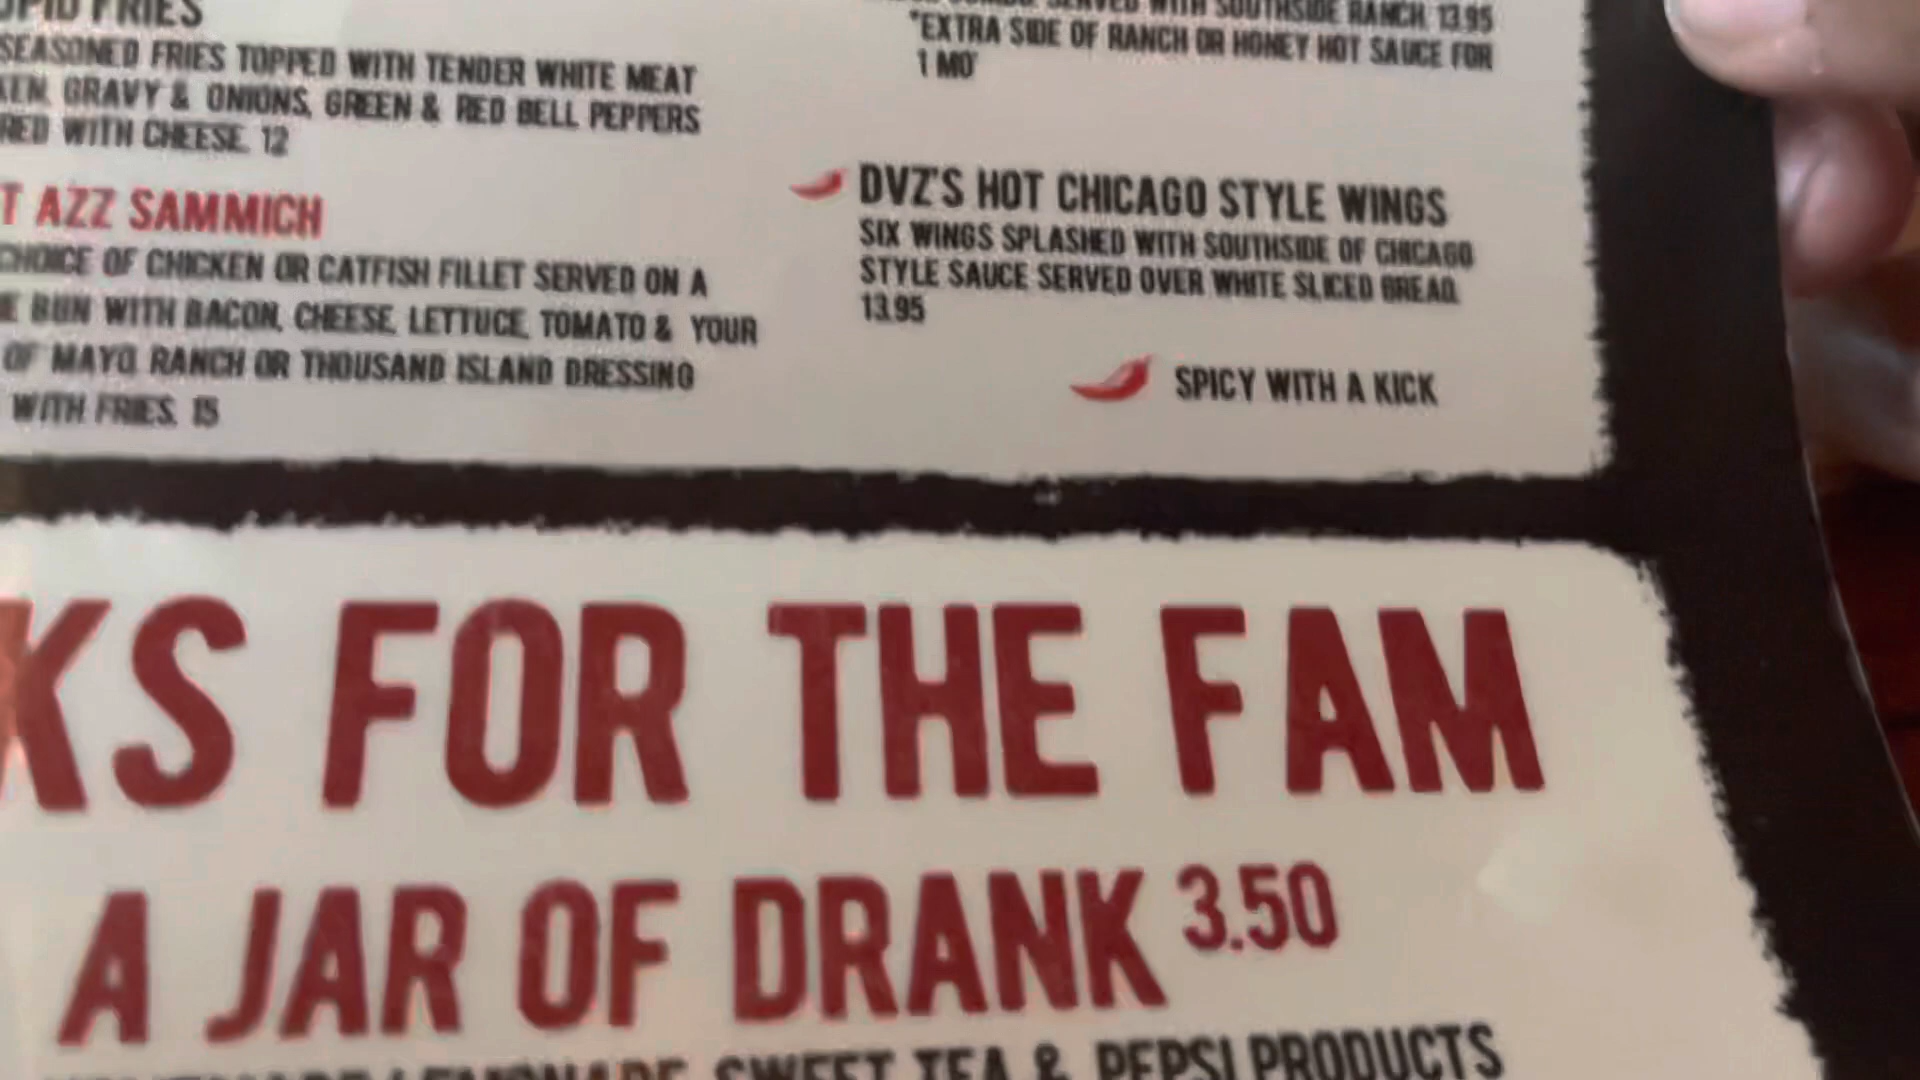 FRIES
SEASONED FRIES TOPPED WITH TENDER WHITE MEAT
GRAVY & ONIONS, GREEN & RED BELL PEPPERS
WITH CHEESE. 12
T AZZ SAMMICH
CHOICE OF CHICKEN OR CATFISH FILLET SERVED ON A
BUN WITH BACON, CHEESE, LETTUCE, TOMATO & YOUR
OF MAYO, RANCH OR THOUSAND ISLAND DRESSING
WITH FRIES. 15
SERVED WITH SOUTHSIDE RANCH. 13.95
*EXTRA SIDE OF RANCH OR HONEY HOT SAUCE FOR
1 MO'
DVZ'S HOT CHICAGO STYLE WINGS
SIX WINGS SPLASHED WITH SOUTHSIDE OF CHICAGO
STYLE SAUCE SERVED OVER WHITE SLICED BREAD.
13.95
SPICY WITH A KICK
KS FOR THE FAM
A JAR OF DRANK 3.50
LEMONADE, SWEET TEA & PEPSI PRODUCTS